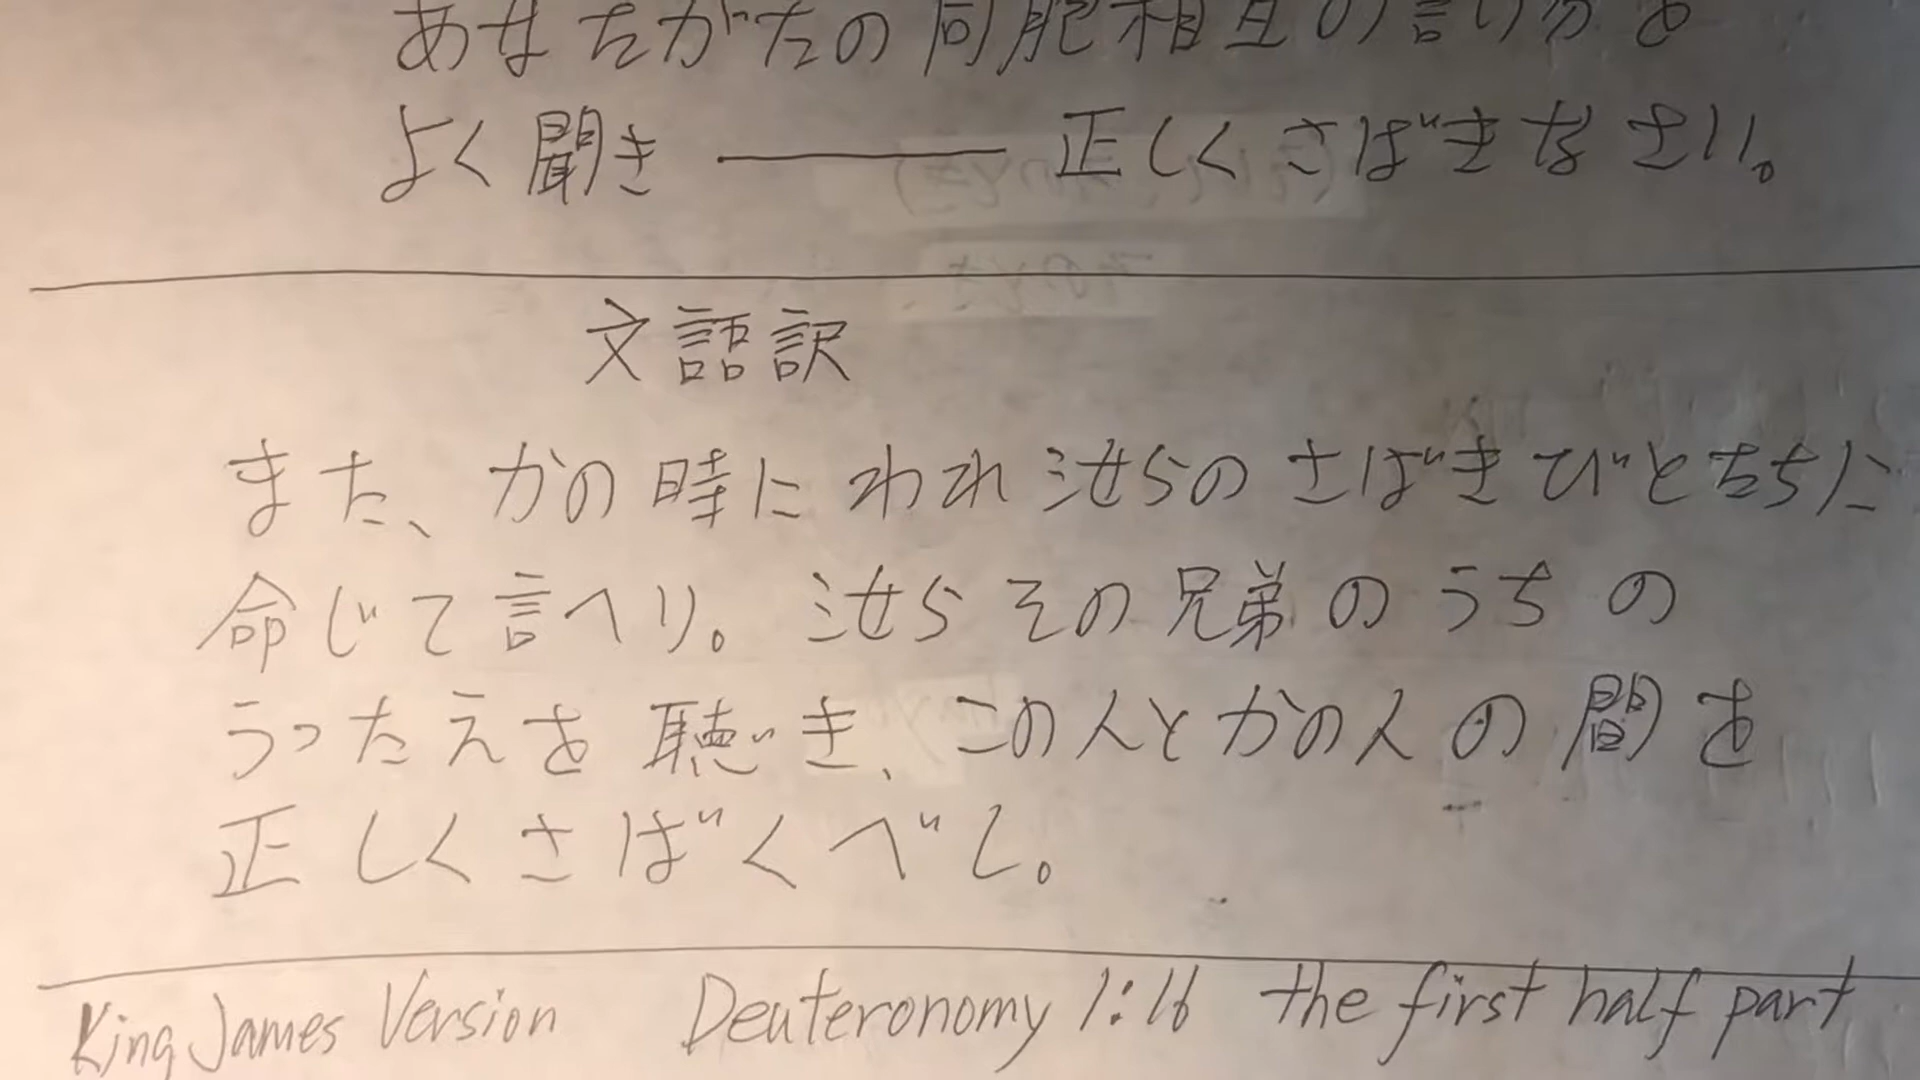 あなたがたの同胞相互の言い分を
よく聞き――正しくさばきなさい。
文語訳
また、かの時にわれ汝らのさばきびとたちに
命じて言へり。汝らその兄弟のうちの
うったえを聴き、この人とかの人の間を
正しくさばくべし。
King James Version Deuteronomy 1:16 the first half part